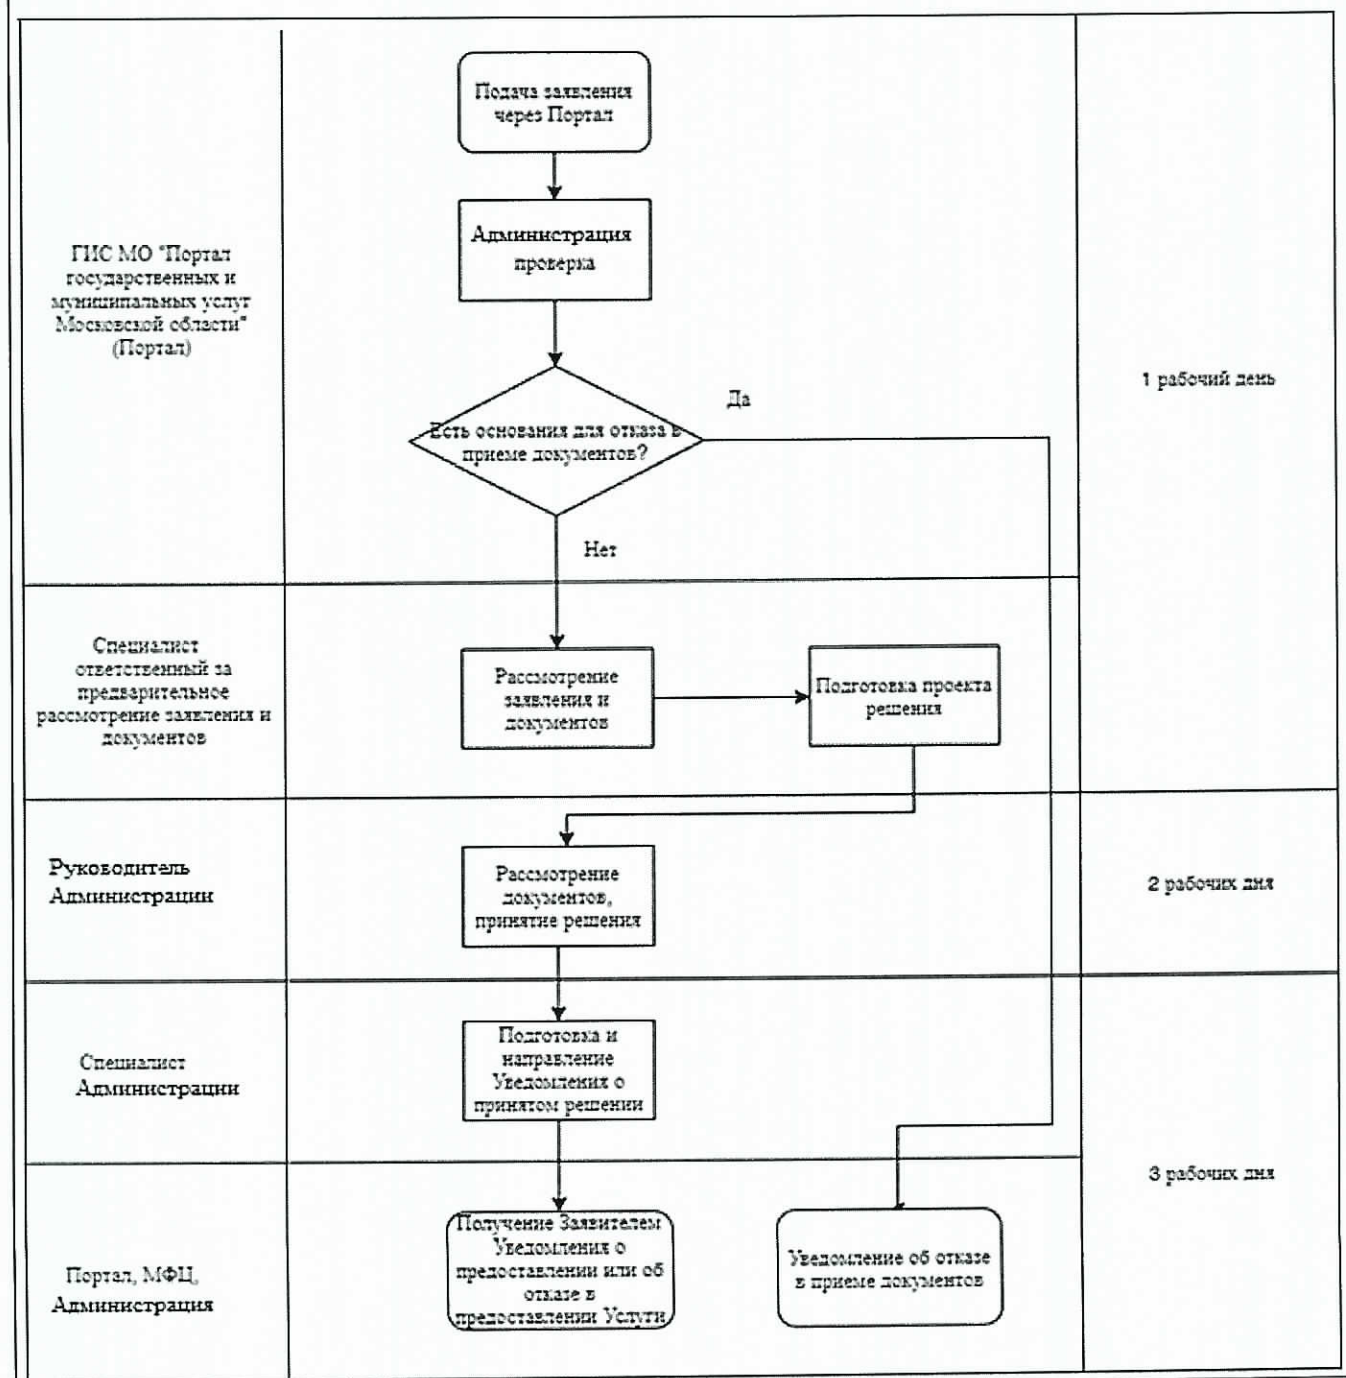 Подача заявления
через Портал
Администрация
проверка
ГИС МО "Портал
государственных и
муниципальных услуг
Московской области"
(Портал)
1 рабочий день
Да
Есть основания для отказа в
приеме документов?
Нет
Специалист
ответственный за
предварительное
рассмотрение заявления и
документов
Рассмотрение
заявления и
документов
Подготовка проекта
решения
Руководитель
Администрации
Рассмотрение
документов,
принятие решения
2 рабочих дня
Специалист
Администрации
Подготовка и
направление
Уведомления о
принятом решении
3 рабочих дня
Портал, МФЦ,
Администрация
Получение Заявителем
Уведомления о
предоставлении или об
отказе в
предоставлении Услуги
Уведомление об отказе
в приеме документов